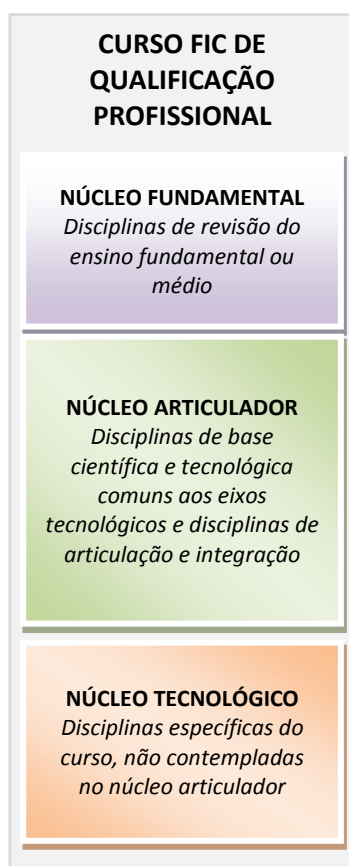 CURSO FIC DE
QUALIFICAÇÃO
PROFISSIONAL
NÚCLEO FUNDAMENTAL
Disciplinas de revisão do
ensino fundamental ou
médio
NÚCLEO ARTICULADOR
Disciplinas de base
científica e tecnológica
comuns aos eixos
tecnológicos e disciplinas de
articulação e integração
NÚCLEO TECNOLÓGICO
Disciplinas específicas do
curso, não contempladas
no núcleo articulador